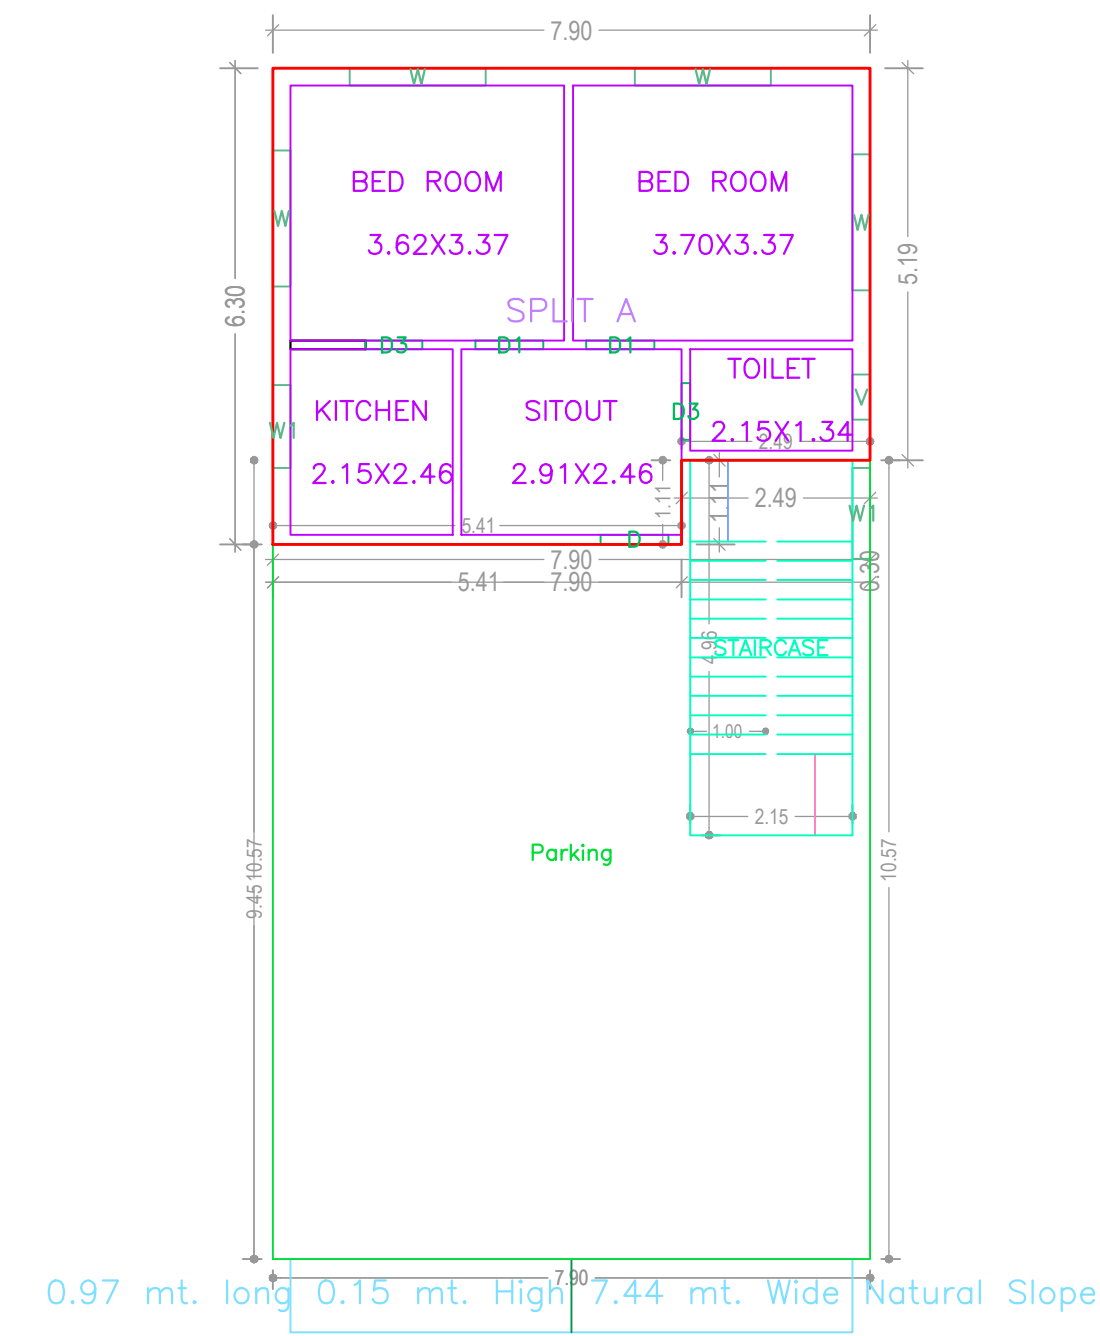 7.90
W
W
BED ROOM
BED ROOM
W
W
3.62X3.37
3.70X3.37
5.19
6.30
SPLIT A
D3
D1
D1
TOILET
KITCHEN
SITOUT
D3
V
W1
2.15X1.34
2.49
2.15X2.46
2.91X2.46
1.11
1.11
2.49
W1
5.41
D
7.90
6.30
5.41
7.90
4.96
STAIRCASE
1.00
2.15
Parking
10.57
9.45
10.57
7.90
0.97 mt. long 0.15 mt. High 7.44 mt. Wide Natural Slope